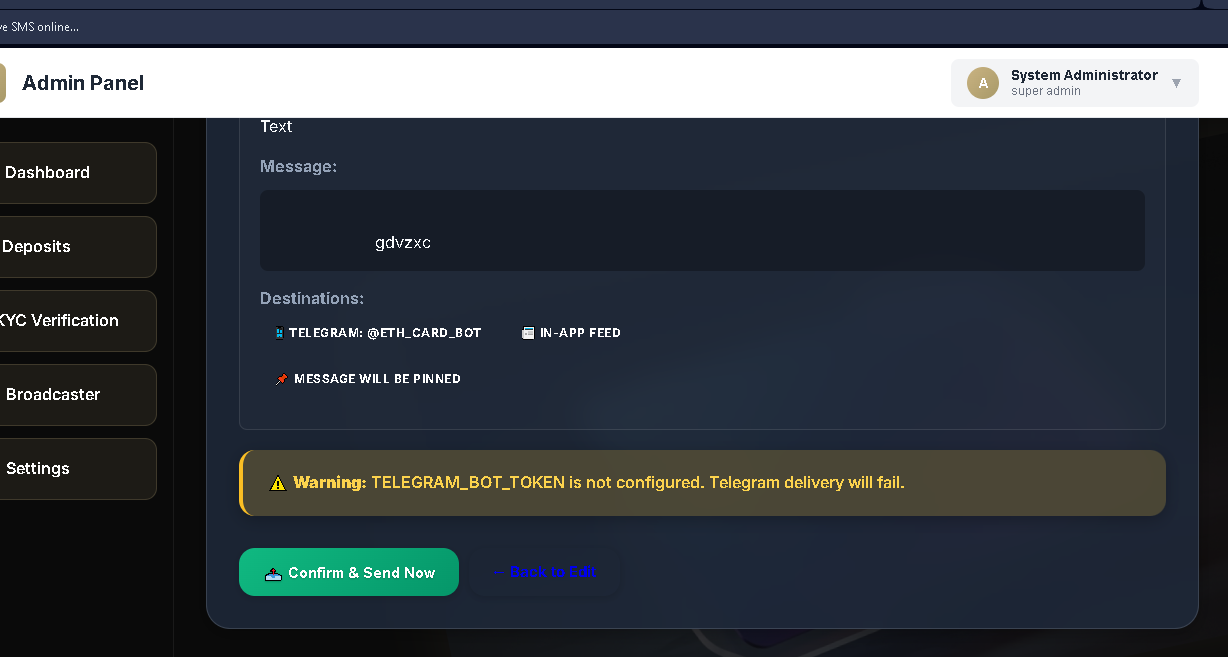 ve SMS online...
Admin Panel
A
System Administrator
super admin
Dashboard
Deposits
KYC Verification
Broadcaster
Settings
Text
Message:
gdvzxc
Destinations:
TELEGRAM: @ETH_CARD_BOT
IN-APP FEED
MESSAGE WILL BE PINNED
Warning: TELEGRAM_BOT_TOKEN is not configured. Telegram delivery will fail.
Confirm & Send Now
← Back to Edit